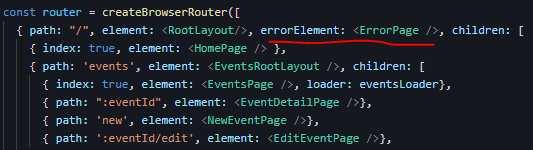 const router = createBrowserRouter([
{ path: "/", element: <RootLayout/>, errorElement: <ErrorPage />, children: [
{ index: true, element: <HomePage /> },
{ path: 'events', element: <EventsRootLayout />, children: [
{ index: true, element: <EventsPage />, loader: eventsLoader},
{ path: ":eventId", element: <EventDetailPage />},
{ path: 'new', element: <NewEventPage />},
{ path: ':eventId/edit', element: <EditEventPage />},